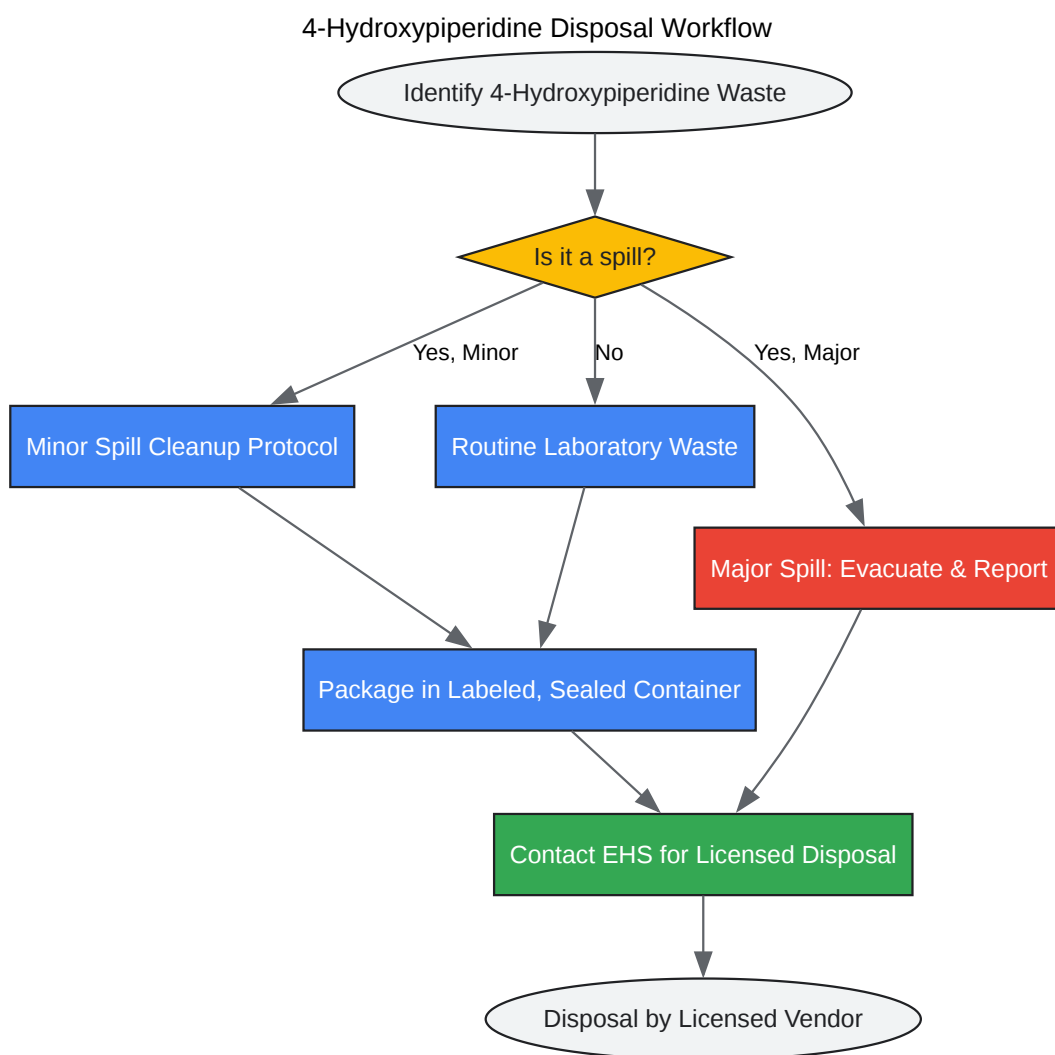 4-Hydroxypiperidine Disposal Workflow
Identify 4-Hydroxypiperidine Waste
Is it a spill?
Yes, Minor
No
Yes, Major
Minor Spill Cleanup Protocol
Routine Laboratory Waste
Major Spill: Evacuate & Report
Package in Labeled, Sealed Container
Contact EHS for Licensed Disposal
Disposal by Licensed Vendor